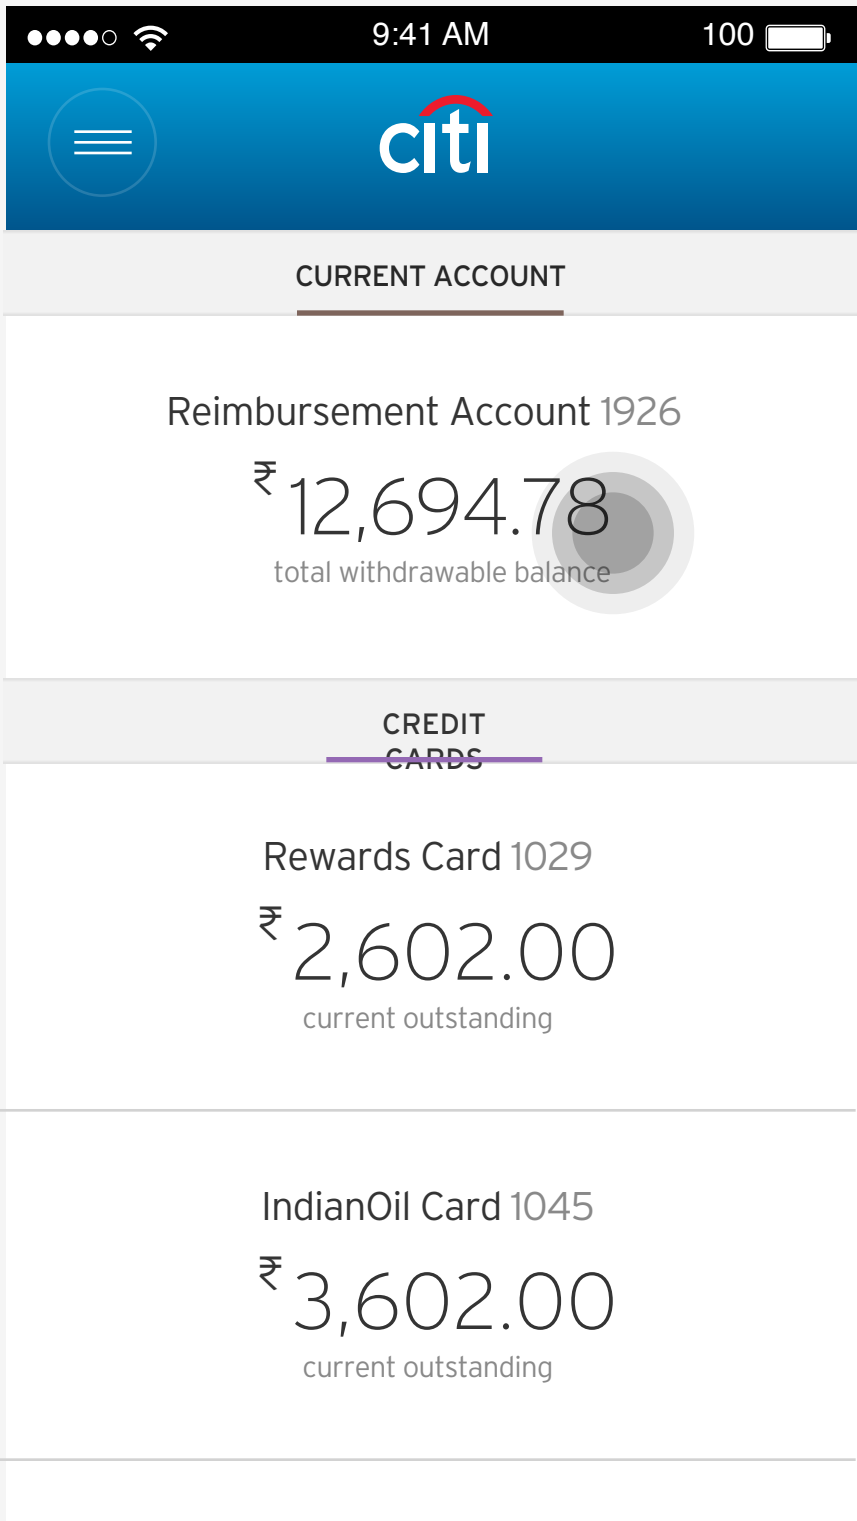 9:41 AM
100
citi
CURRENT ACCOUNT
Reimbursement Account 1926
₹ 12,694.78
total withdrawable balance
CREDIT
CARDS
Rewards Card 1029
₹ 2,602.00
current outstanding
IndianOil Card 1045
₹ 3,602.00
current outstanding